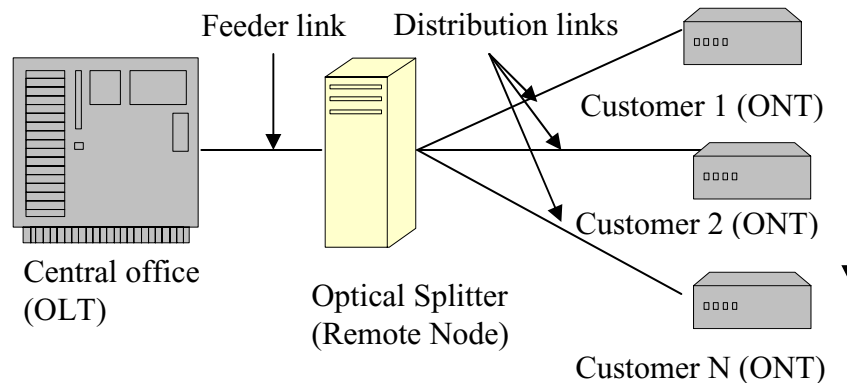 Feeder link
Distribution links
Customer 1 (ONT)
Customer 2 (ONT)
Central office
(OLT)
Optical Splitter
(Remote Node)
Customer N (ONT)